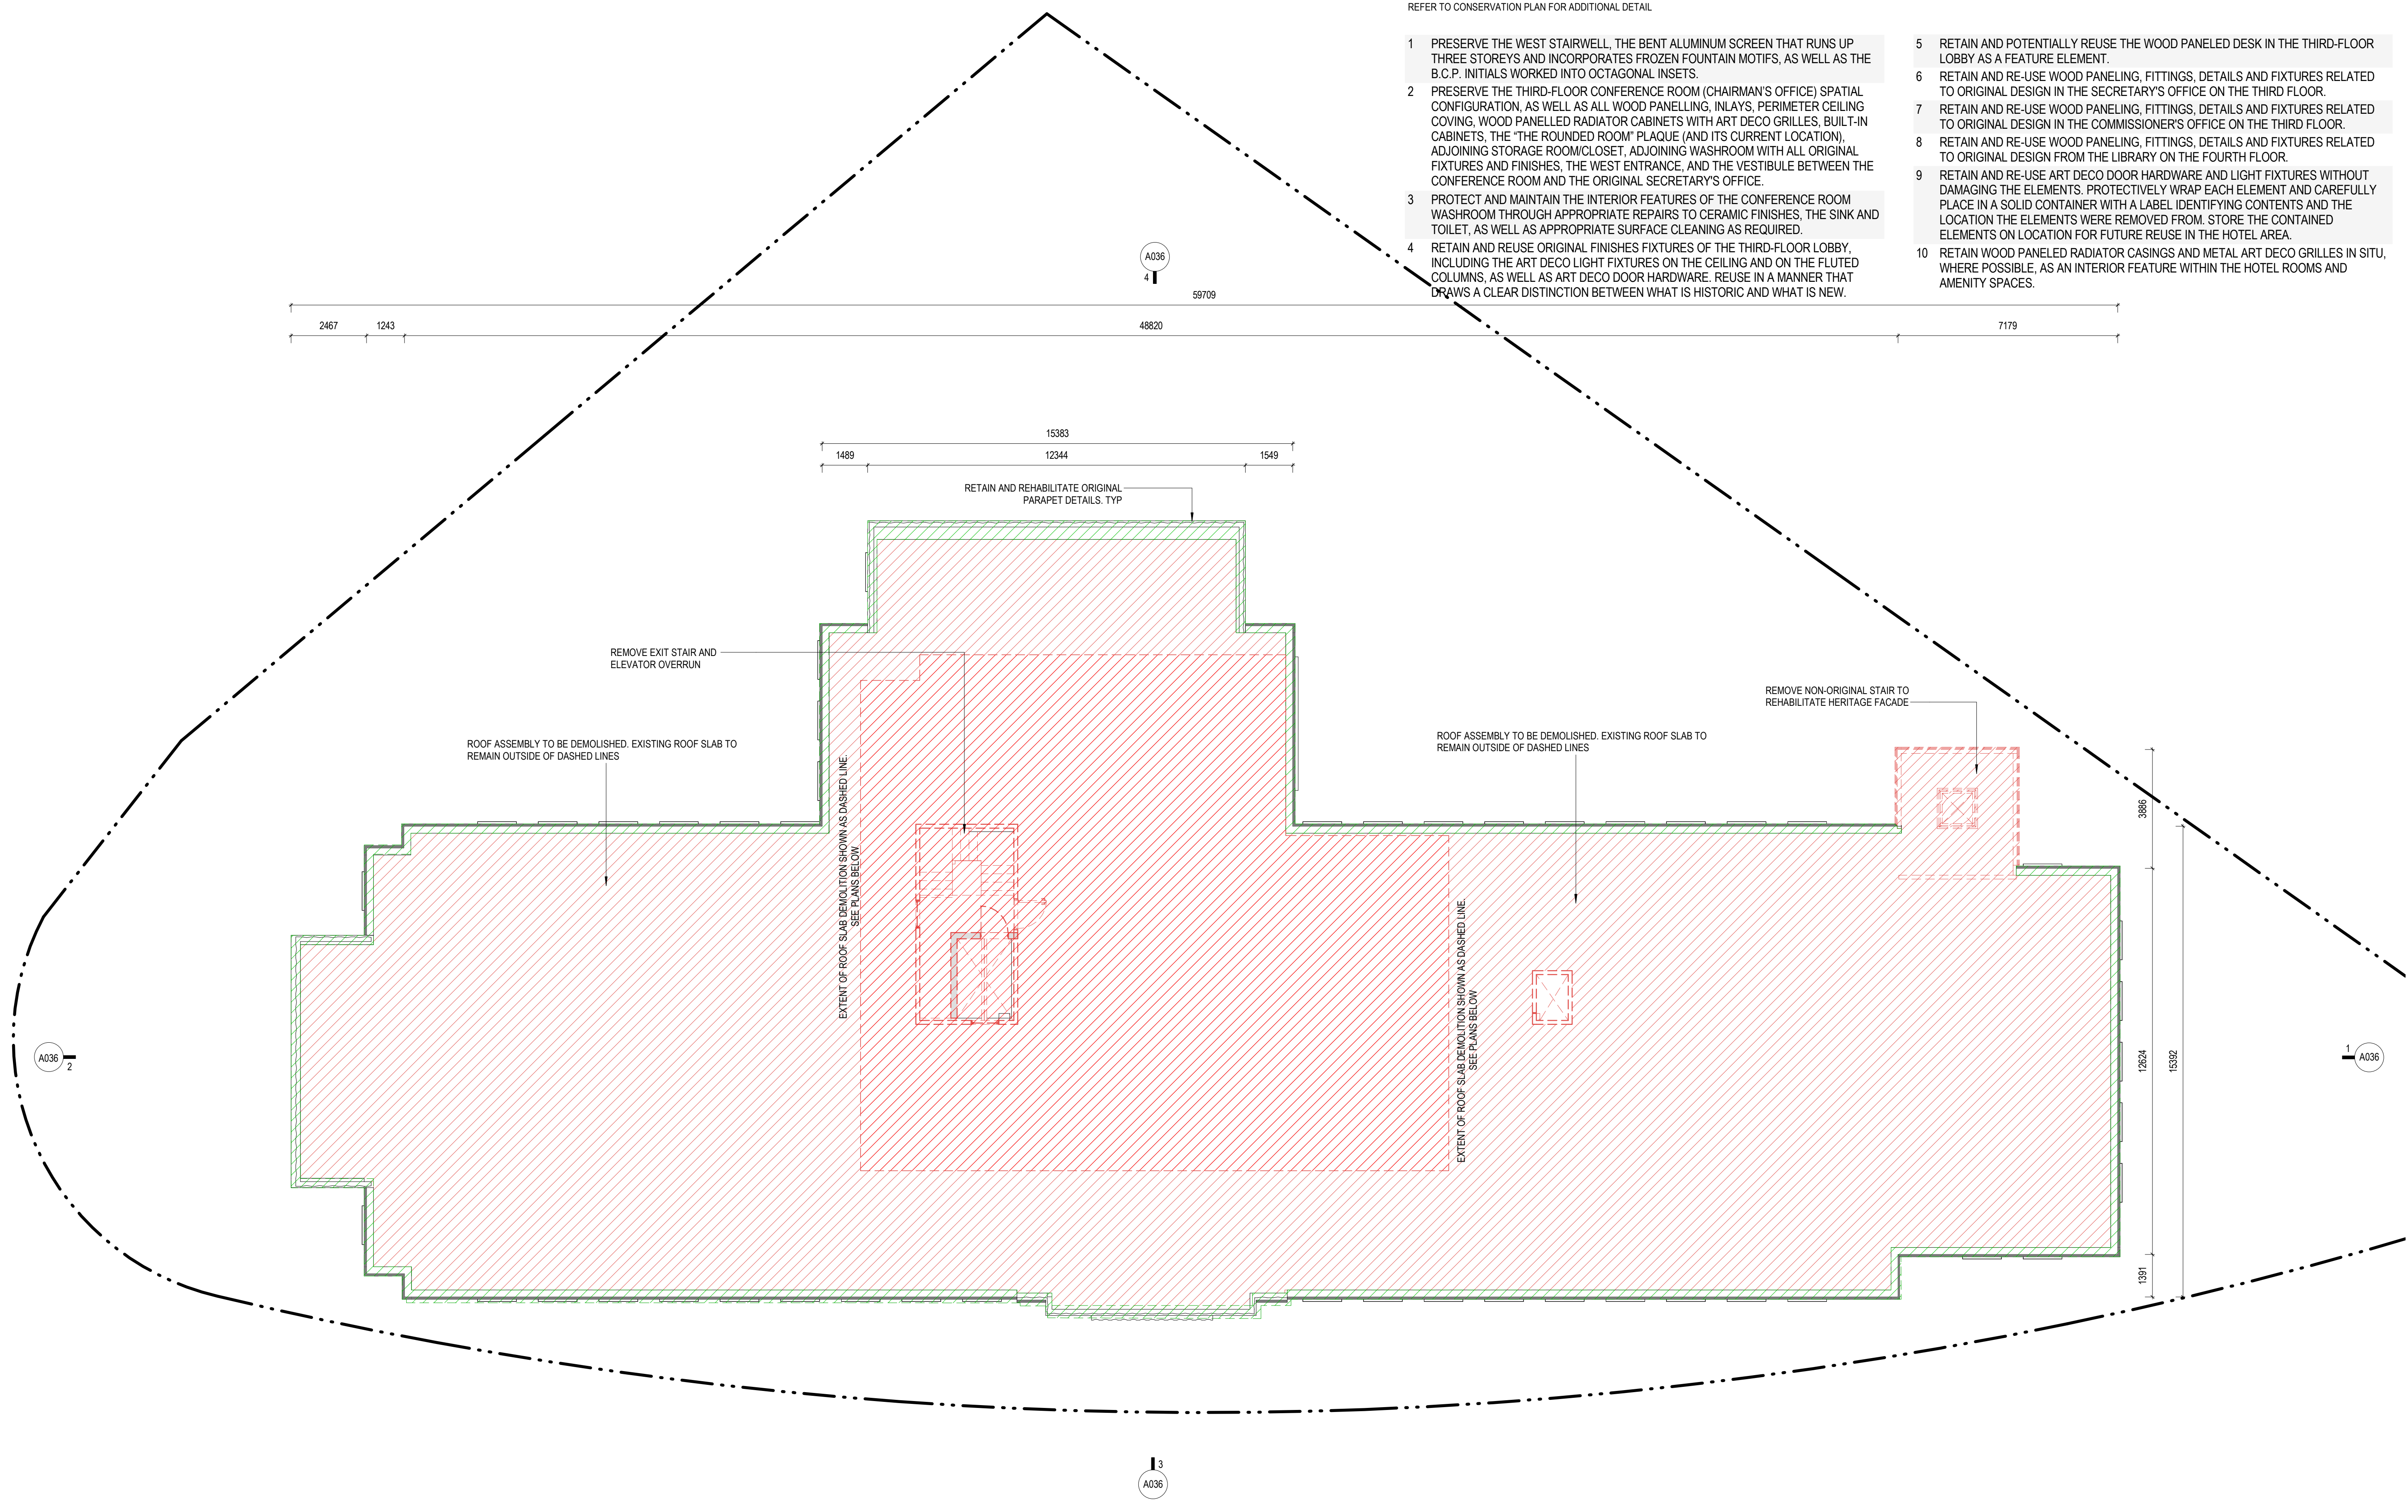 REFER TO CONSERVATION PLAN FOR ADDITIONAL DETAIL
1 PRESERVE THE WEST STAIRWELL, THE BENT ALUMINUM SCREEN THAT RUNS UP
THREE STOREYS AND INCORPORATES FROZEN FOUNTAIN MOTIFS, AS WELL AS THE
B.C.P. INITIALS WORKED INTO OCTAGONAL INSETS.
2 PRESERVE THE THIRD-FLOOR CONFERENCE ROOM (CHAIRMAN'S OFFICE) SPATIAL
CONFIGURATION, AS WELL AS ALL WOOD PANELLING, INLAYS, PERIMETER CEILING
COVING, WOOD PANELLED RADIATOR CABINETS WITH ART DECO GRILLES, BUILT-IN
CABINETS, THE “THE ROUNDED ROOM” PLAQUE (AND ITS CURRENT LOCATION),
ADJOINING STORAGE ROOM/CLOSET, ADJOINING WASHROOM WITH ALL ORIGINAL
FIXTURES AND FINISHES, THE WEST ENTRANCE, AND THE VESTIBULE BETWEEN THE
CONFERENCE ROOM AND THE ORIGINAL SECRETARY'S OFFICE.
3 PROTECT AND MAINTAIN THE INTERIOR FEATURES OF THE CONFERENCE ROOM
WASHROOM THROUGH APPROPRIATE REPAIRS TO CERAMIC FINISHES, THE SINK AND
TOILET, AS WELL AS APPROPRIATE SURFACE CLEANING AS REQUIRED.
4 RETAIN AND REUSE ORIGINAL FINISHES FIXTURES OF THE THIRD-FLOOR LOBBY,
INCLUDING THE ART DECO LIGHT FIXTURES ON THE CEILING AND ON THE FLUTED
COLUMNS, AS WELL AS ART DECO DOOR HARDWARE. REUSE IN A MANNER THAT
DRAWS A CLEAR DISTINCTION BETWEEN WHAT IS HISTORIC AND WHAT IS NEW.
5 RETAIN AND POTENTIALLY REUSE THE WOOD PANELED DESK IN THE THIRD-FLOOR
LOBBY AS A FEATURE ELEMENT.
6 RETAIN AND RE-USE WOOD PANELING, FITTINGS, DETAILS AND FIXTURES RELATED
TO ORIGINAL DESIGN IN THE SECRETARY'S OFFICE ON THE THIRD FLOOR.
7 RETAIN AND RE-USE WOOD PANELING, FITTINGS, DETAILS AND FIXTURES RELATED
TO ORIGINAL DESIGN IN THE COMMISSIONER'S OFFICE ON THE THIRD FLOOR.
8 RETAIN AND RE-USE WOOD PANELING, FITTINGS, DETAILS AND FIXTURES RELATED
TO ORIGINAL DESIGN FROM THE LIBRARY ON THE FOURTH FLOOR.
9 RETAIN AND RE-USE ART DECO DOOR HARDWARE AND LIGHT FIXTURES WITHOUT
DAMAGING THE ELEMENTS. PROTECTIVELY WRAP EACH ELEMENT AND CAREFULLY
PLACE IN A SOLID CONTAINER WITH A LABEL IDENTIFYING CONTENTS AND THE
LOCATION THE ELEMENTS WERE REMOVED FROM. STORE THE CONTAINED
ELEMENTS ON LOCATION FOR FUTURE REUSE IN THE HOTEL AREA.
10 RETAIN WOOD PANELED RADIATOR CASINGS AND METAL ART DECO GRILLES IN SITU,
WHERE POSSIBLE, AS AN INTERIOR FEATURE WITHIN THE HOTEL ROOMS AND
AMENITY SPACES.
A036
4
59709
2467 1243 48820 7179
15383
1489 12344 1549
RETAIN AND REHABILITATE ORIGINAL
PARAPET DETAILS. TYP
REMOVE EXIT STAIR AND
ELEVATOR OVERRUN
REMOVE NON-ORIGINAL STAIR TO
REHABILITATE HERITAGE FACADE
ROOF ASSEMBLY TO BE DEMOLISHED. EXISTING ROOF SLAB TO
REMAIN OUTSIDE OF DASHED LINES
ROOF ASSEMBLY TO BE DEMOLISHED. EXISTING ROOF SLAB TO
REMAIN OUTSIDE OF DASHED LINES
EXTENT OF ROOF SLAB DEMOLITION SHOWN AS DASHED LINE.
SEE PLANS BELOW
EXTENT OF ROOF SLAB DEMOLITION SHOWN AS DASHED LINE.
SEE PLANS BELOW
3886
12624
15392
1391
A036
2
1
A036
3
A036